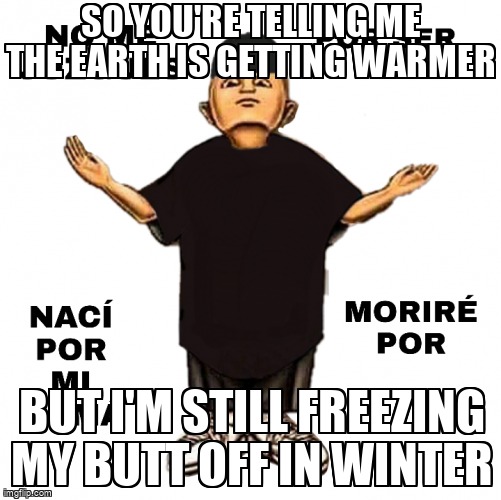 SO YOU'RE TELLING ME
THE EARTH IS GETTING WARMER
NACÍ
POR
MI
MORIRÉ
POR
BUT I'M STILL FREEZING
MY BUTT OFF IN WINTER
imgflip.com